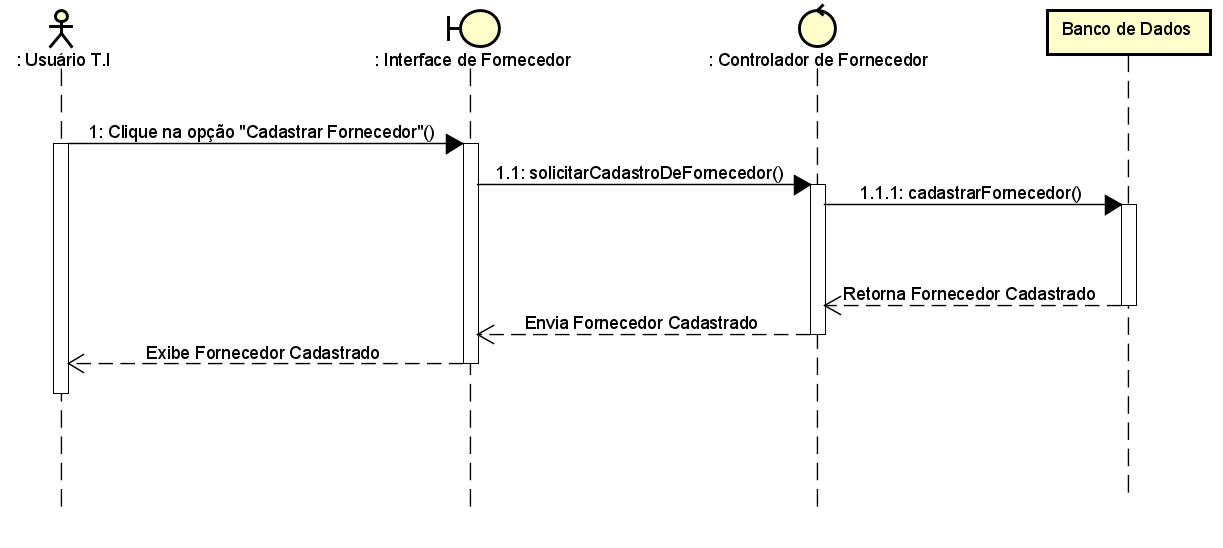 : Usuário T.I
: Interface de Fornecedor
: Controlador de Fornecedor
Banco de Dados
1: Clique na opção "Cadastrar Fornecedor"()
1.1: solicitarCadastroDeFornecedor()
1.1.1: cadastrarFornecedor()
Retorna Fornecedor Cadastrado
Envia Fornecedor Cadastrado
Exibe Fornecedor Cadastrado